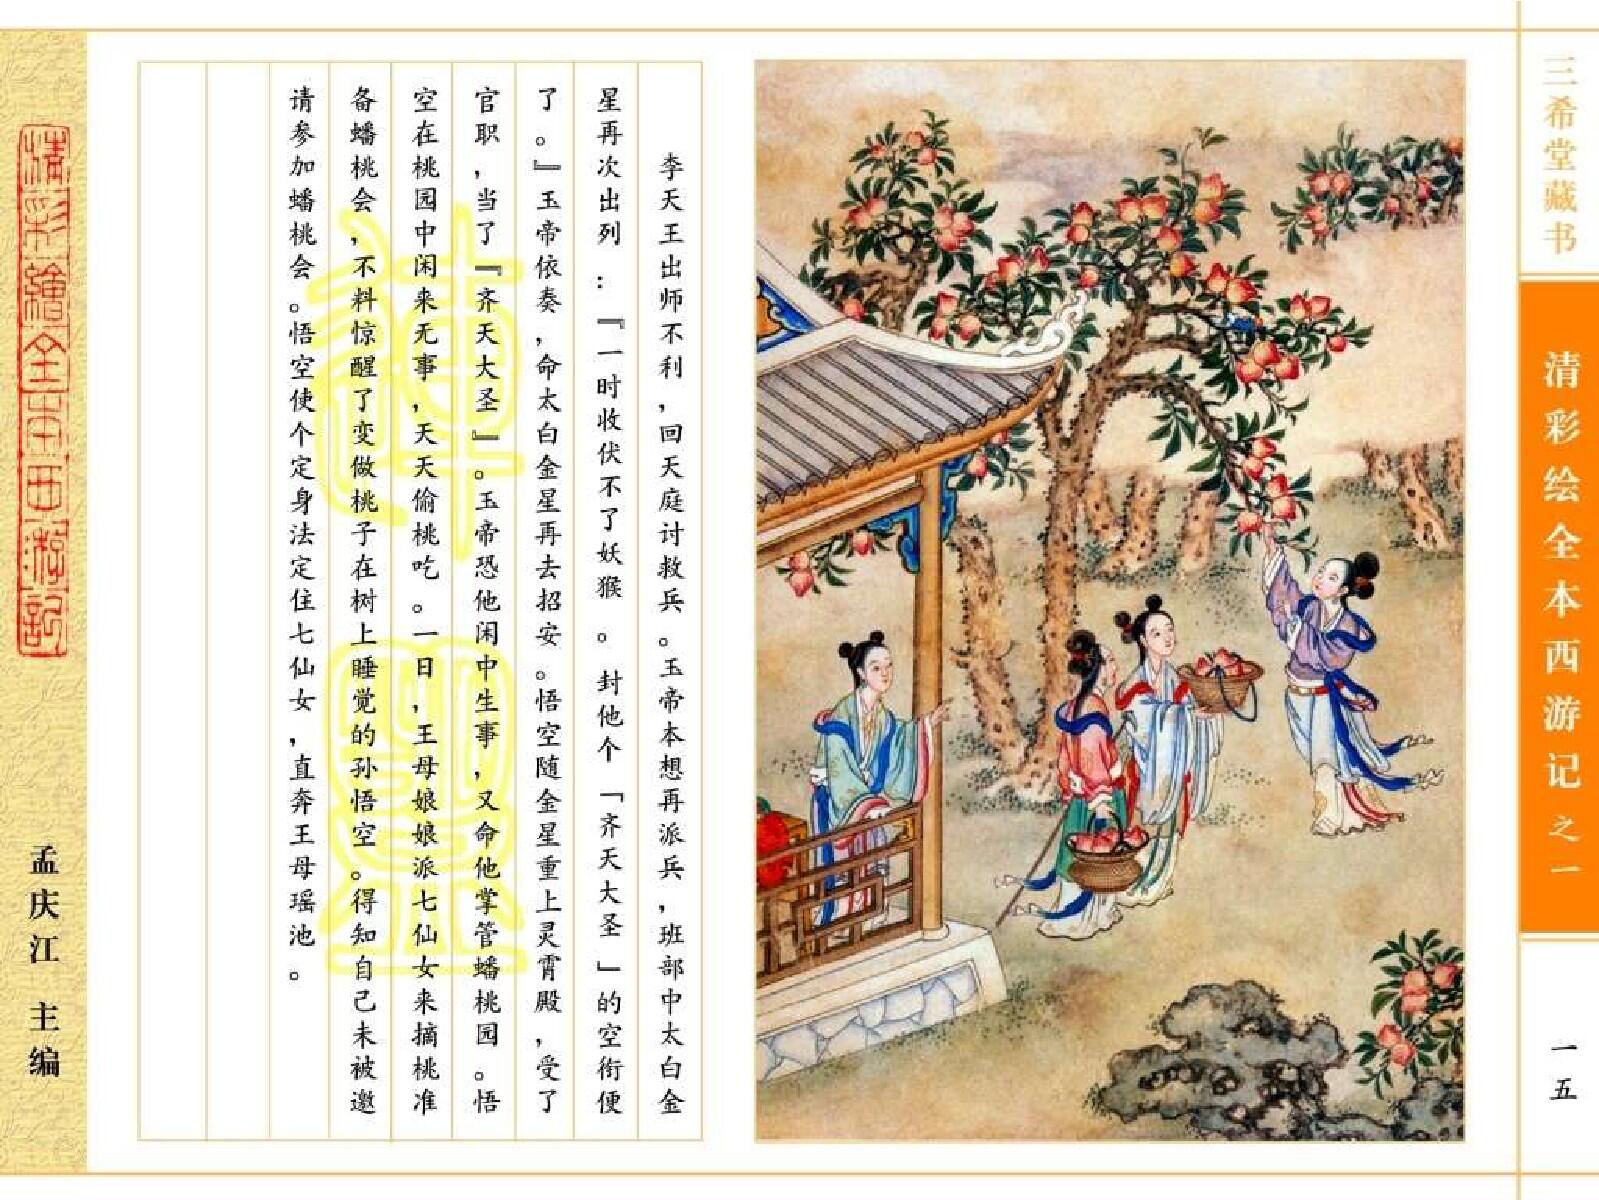 三希堂藏书
清彩绘全本西游记之一
一五
李天王出师不利，回天庭讨救兵。玉帝本想再派兵，班部中太白金
星再次出列：『一时收伏不了妖猴。封他个「齐天大圣」的空衔便
了。』玉帝依奏，命太白金星再去招安。悟空随金星重上灵霄殿，受了
官职，当了『齐天大圣』。玉帝恐他闲中生事，又命他掌管蟠桃园。悟
空在桃园中闲来无事，天天偷桃吃。一日，王母娘娘派七仙女来摘桃准
备蟠桃会，不料惊醒了变做桃子在树上睡觉的孙悟空。得知自己未被邀
请参加蟠桃会。悟空使个定身法定住七仙女，直奔王母瑶池。
清彩繪全本西游記
孟庆江 主编